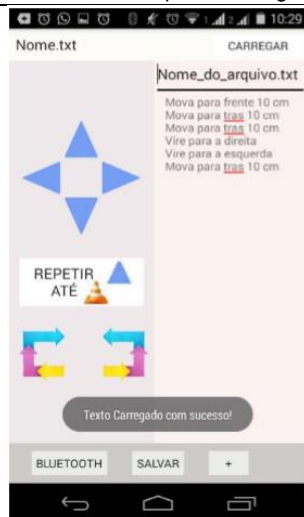 1 2 10:29
Nome.txt CARREGAR
Nome_do_arquivo.txt
Mova para frente 10 cm
Mova para tras 10 cm
Mova para tras 10 cm
Vire para a direita
Vire para a esquerda
Mova para tras 10 cm
REPETIR
ATÉ
Texto Carregado com sucesso!
BLUETOOTH SALVAR +